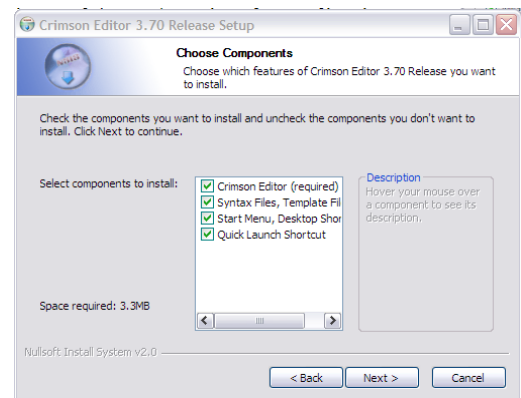 Crimson Editor 3.70 Release Setup
Choose Components
Choose which features of Crimson Editor 3.70 Release you want
to install.
Check the components you want to install and uncheck the components you don't want to
install. Click Next to continue.
Select components to install:
Crimson Editor (required)
Syntax Files, Template Fil
Start Menu, Desktop Shor
Quick Launch Shortcut
Description
Hover your mouse over
a component to see its
description.
Space required: 3.3MB
Nullsoft Install System v2.0
< Back
Next >
Cancel